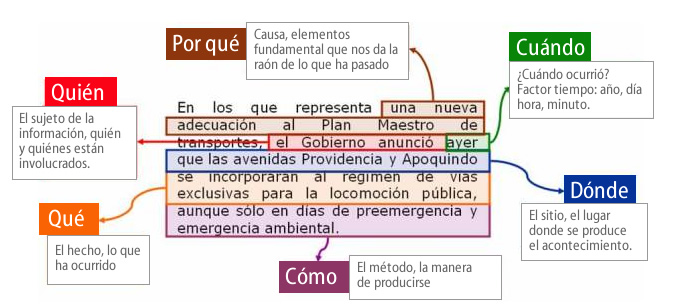 Por qué
Causa, elementos
fundamental que nos da la
raón de lo que ha pasado
Cuándo
¿Cuándo ocurrió?
Factor tiempo: año, día
hora, minuto.
Quién
El sujeto de la
información, quién
y quiénes están
involucrados.
En los que representa una nueva
adecuación al Plan Maestro de
transportes, el Gobierno anunció ayer
que las avenidas Providencia y Apoquindo
se incorporarán al régimen de vías
exclusivas para la locomoción pública,
aunque sólo en días de preemergencia y
emergencia ambiental.
Dónde
El sitio, el lugar
donde se produce
el acontecimiento.
Qué
El hecho, lo que
ha ocurrido
Cómo
El método, la manera
de producirse